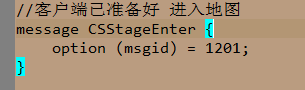 //客户端已准备好 进入地图
message CSStageEnter {
    option (msgid) = 1201;
}